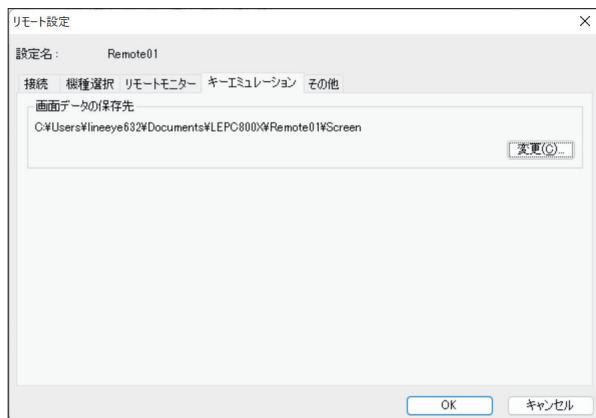 リモート設定
設定名： Remote01
接続 機種選択 リモートモニター キーエミュレーション その他
画面データの保存先
C:¥Users¥lineeye632¥Documents¥LEPC800X¥Remote01¥Screen
変更(C)...
OK キャンセル